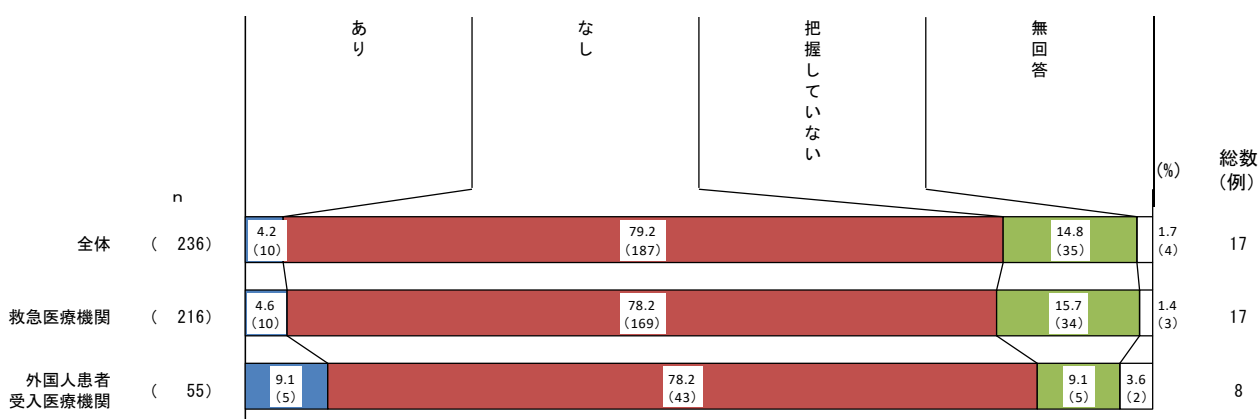 あり
なし
把握していない
無回答
(%)
総数
(例)
n
全体 ( 236)
4.2
(10)
79.2
(187)
14.8
(35)
1.7
(4)
17
救急医療機関 ( 216)
4.6
(10)
78.2
(169)
15.7
(34)
1.4
(3)
17
外国人患者
受入医療機関 ( 55)
9.1
(5)
78.2
(43)
9.1
(5)
3.6
(2)
8